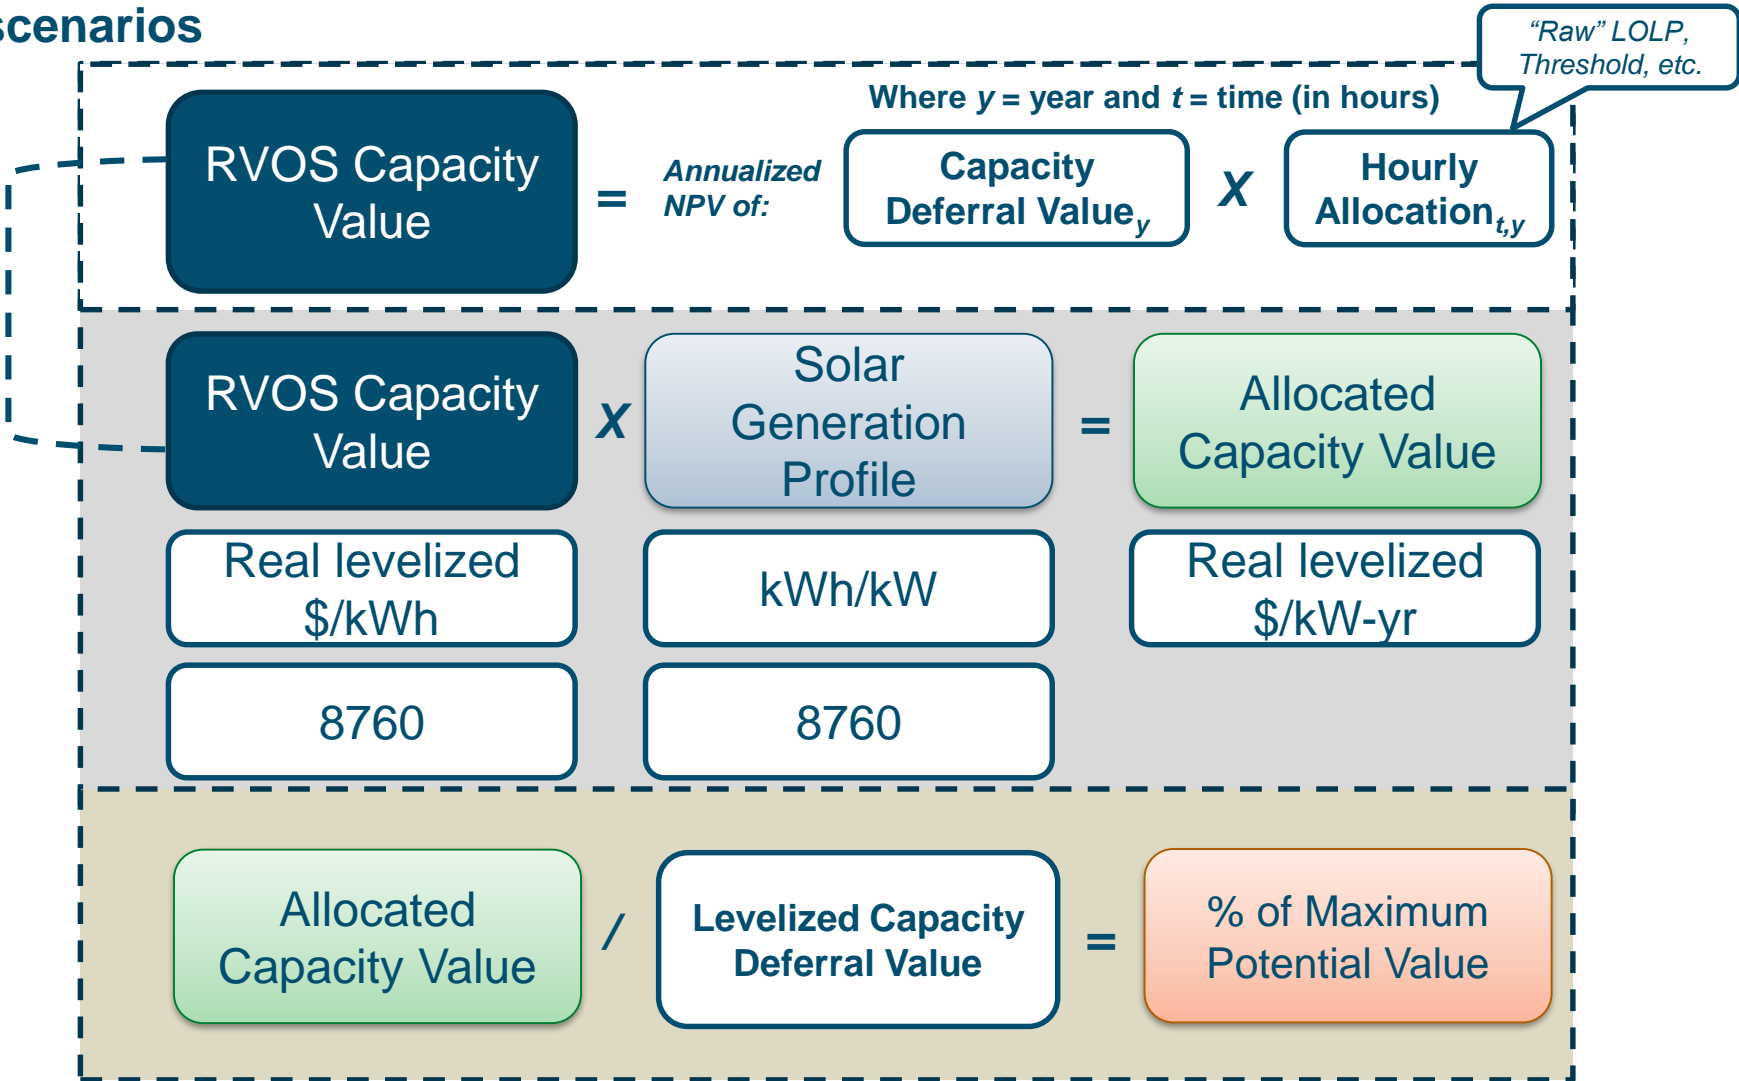 scenarios
“Raw” LOLP,
Threshold, etc.
Where y = year and t = time (in hours)
RVOS Capacity
Value
=
Annualized
NPV of:
Capacity
Deferral Valuey
X
Hourly
Allocationt,y
RVOS Capacity
Value
X
Solar
Generation
Profile
=
Allocated
Capacity Value
Real levelized
$/kWh
kWh/kW
Real levelized
$/kW-yr
8760
8760
Allocated
Capacity Value
/
Levelized Capacity
Deferral Value
=
% of Maximum
Potential Value